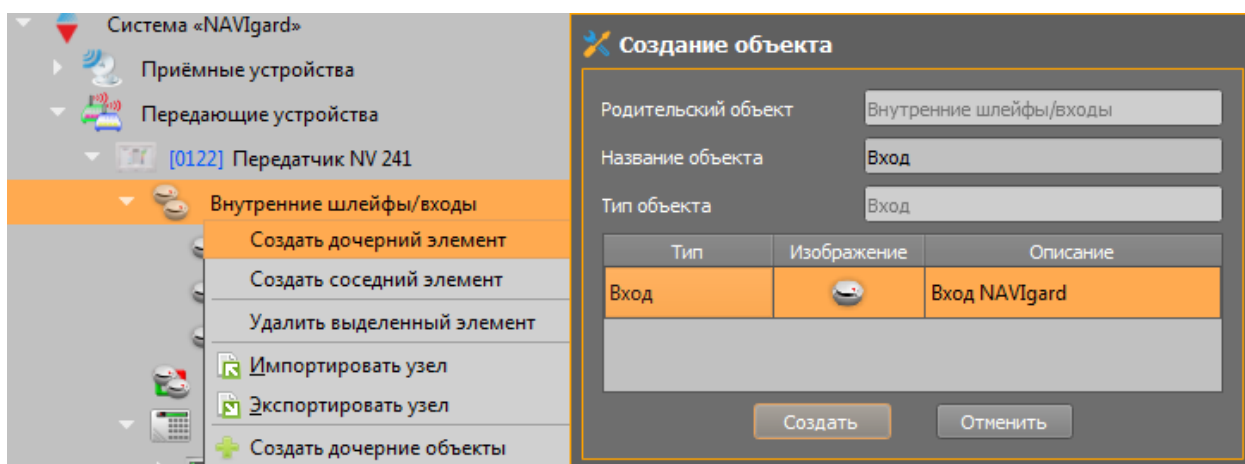 Система «NAVIgard»
Приёмные устройства
Передающие устройства
[0122] Передатчик NV 241
Внутренние шлейфы/входы
Создать дочерний элемент
Создать соседний элемент
Удалить выделенный элемент
Импортировать узел
Экспортировать узел
Создать дочерние объекты
Создание объекта
Родительский объект Внутренние шлейфы/входы
Название объекта Вход
Тип объекта Вход
Тип Изображение Описание
Вход Вход NAVIgard
Создать Отменить